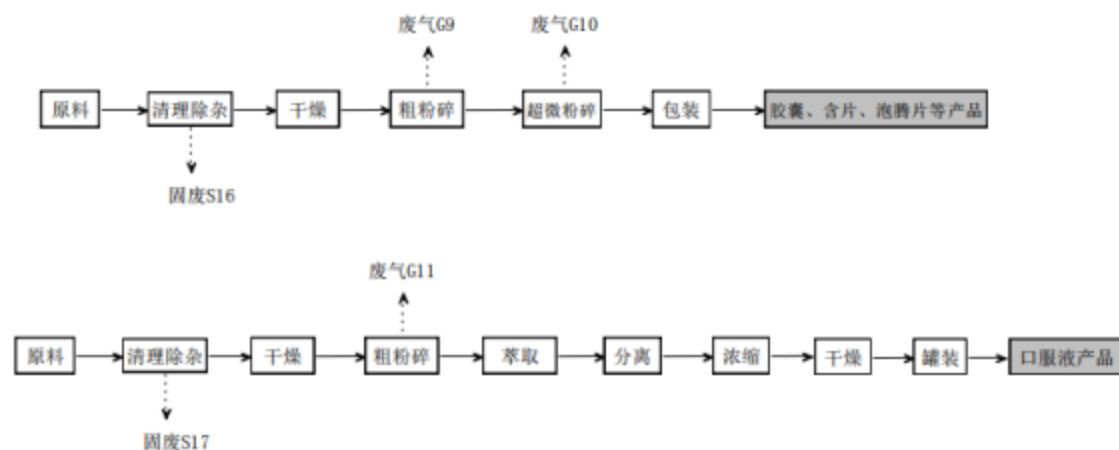 废气G9 废气G10
原料 清理除杂 干燥 粗粉碎 超微粉碎 包装 胶囊、含片、泡腾片等产品
固废S16
废气G11
原料 清理除杂 干燥 粗粉碎 萃取 分离 浓缩 干燥 罐装 口服液产品
固废S17